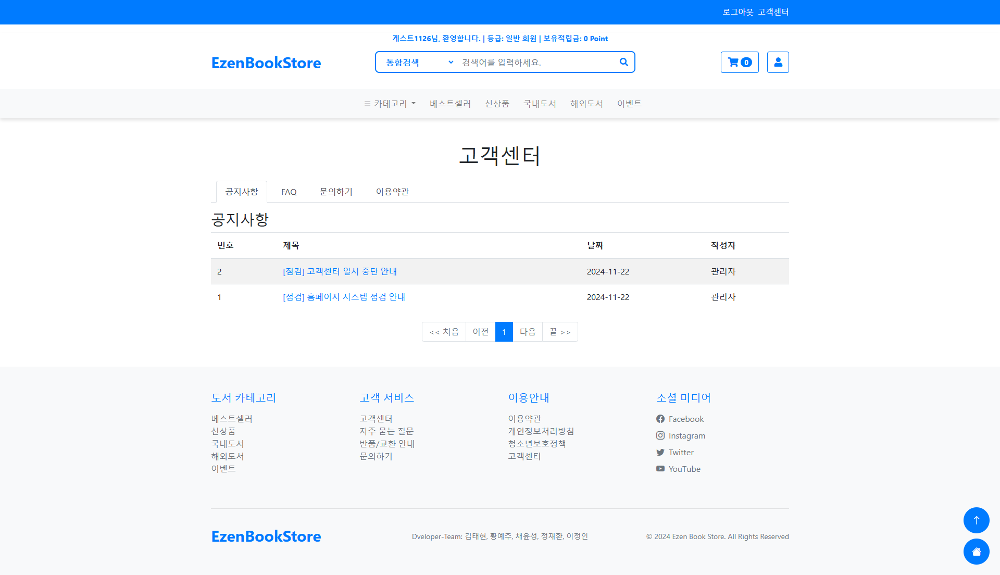 로그아웃 고객센터
게스트1126님, 환영합니다. | 등급: 일반 회원 | 보유적립금: 0 Point
EzenBookStore 통합검색 검색어를 입력하세요. 0
카테고리 베스트셀러 신상품 국내도서 해외도서 이벤트
고객센터
공지사항 FAQ 문의하기 이용약관
공지사항
번호 제목 날짜 작성자
2 [점검] 고객센터 일시 중단 안내 2024-11-22 관리자
1 [점검] 홈페이지 시스템 점검 안내 2024-11-22 관리자
<< 처음 이전 1 다음 끝 >>
도서 카테고리
베스트셀러
신상품
국내도서
해외도서
이벤트
고객 서비스
고객센터
자주 묻는 질문
반품/교환 안내
문의하기
이용안내
이용약관
개인정보처리방침
청소년보호정책
고객센터
소셜 미디어
Facebook
Instagram
Twitter
YouTube
EzenBookStore Dveloper-Team: 김태현, 황예주, 채윤성, 정재환, 이정인 © 2024 Ezen Book Store. All Rights Reserved